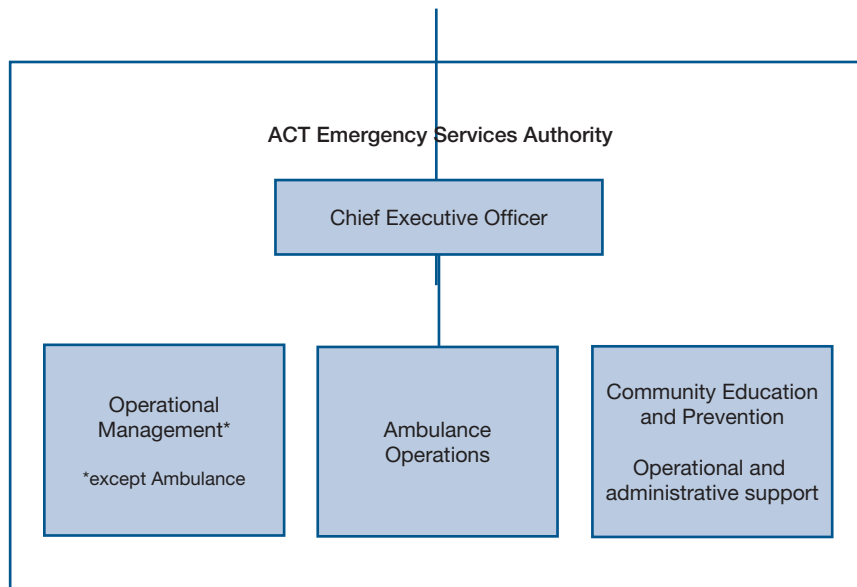 ACT Emergency Services Authority
Chief Executive Officer
Operational
Management*
*except Ambulance
Ambulance
Operations
Community Education
and Prevention
Operational and
administrative support